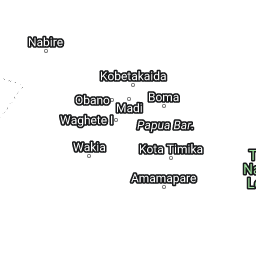 Nabire
Kobetakaida
Obano
Boma
Madi
Waghete I
Papua Bar.
Wakia
Kota Timika
Amamapare